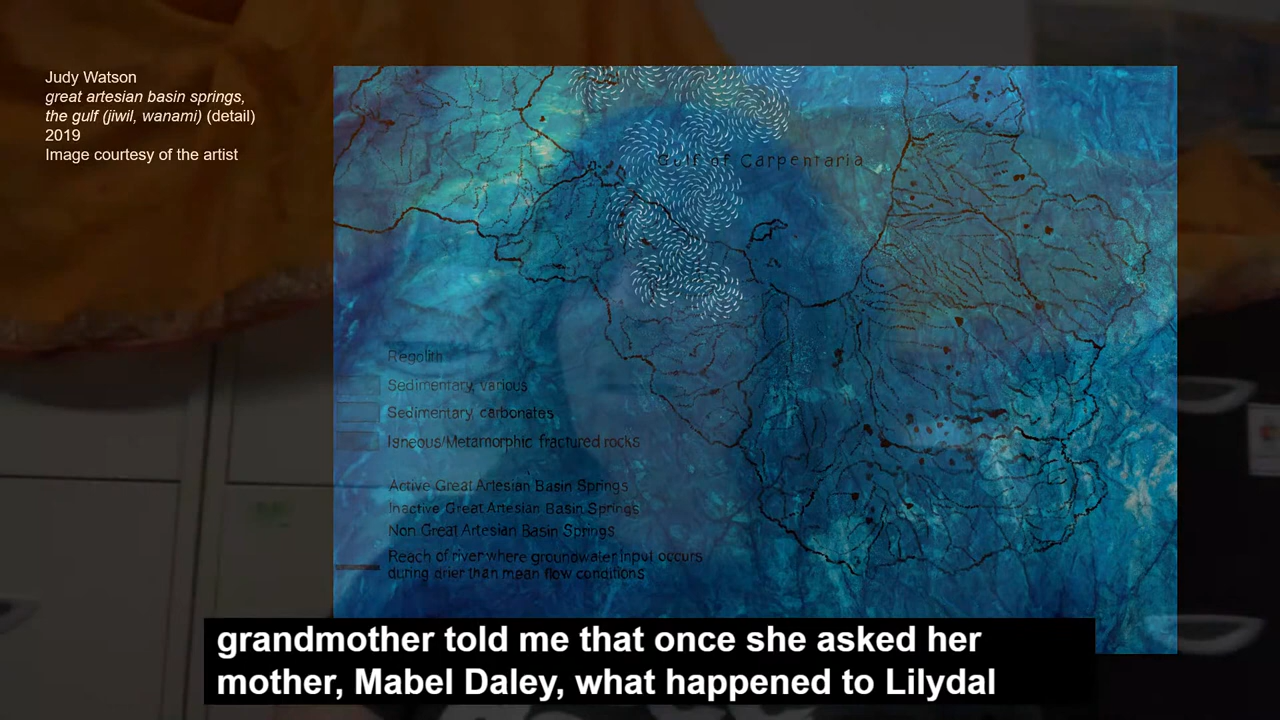 Judy Watson
great artesian basin springs,
the gulf (jiwil, wanami) (detail)
2019
Image courtesy of the artist
Gulf of Carpentaria
Regolith
Sedimentary, various
Sedimentary, carbonates
Igneous/Metamorphic fractured rocks
Active Great Artesian Basin Springs
Inactive Great Artesian Basin Springs
Non Great Artesian Basin Springs
Reach of river where groundwater input occurs
during drier than mean flow conditions
grandmother told me that once she asked her
mother, Mabel Daley, what happened to Lilydal